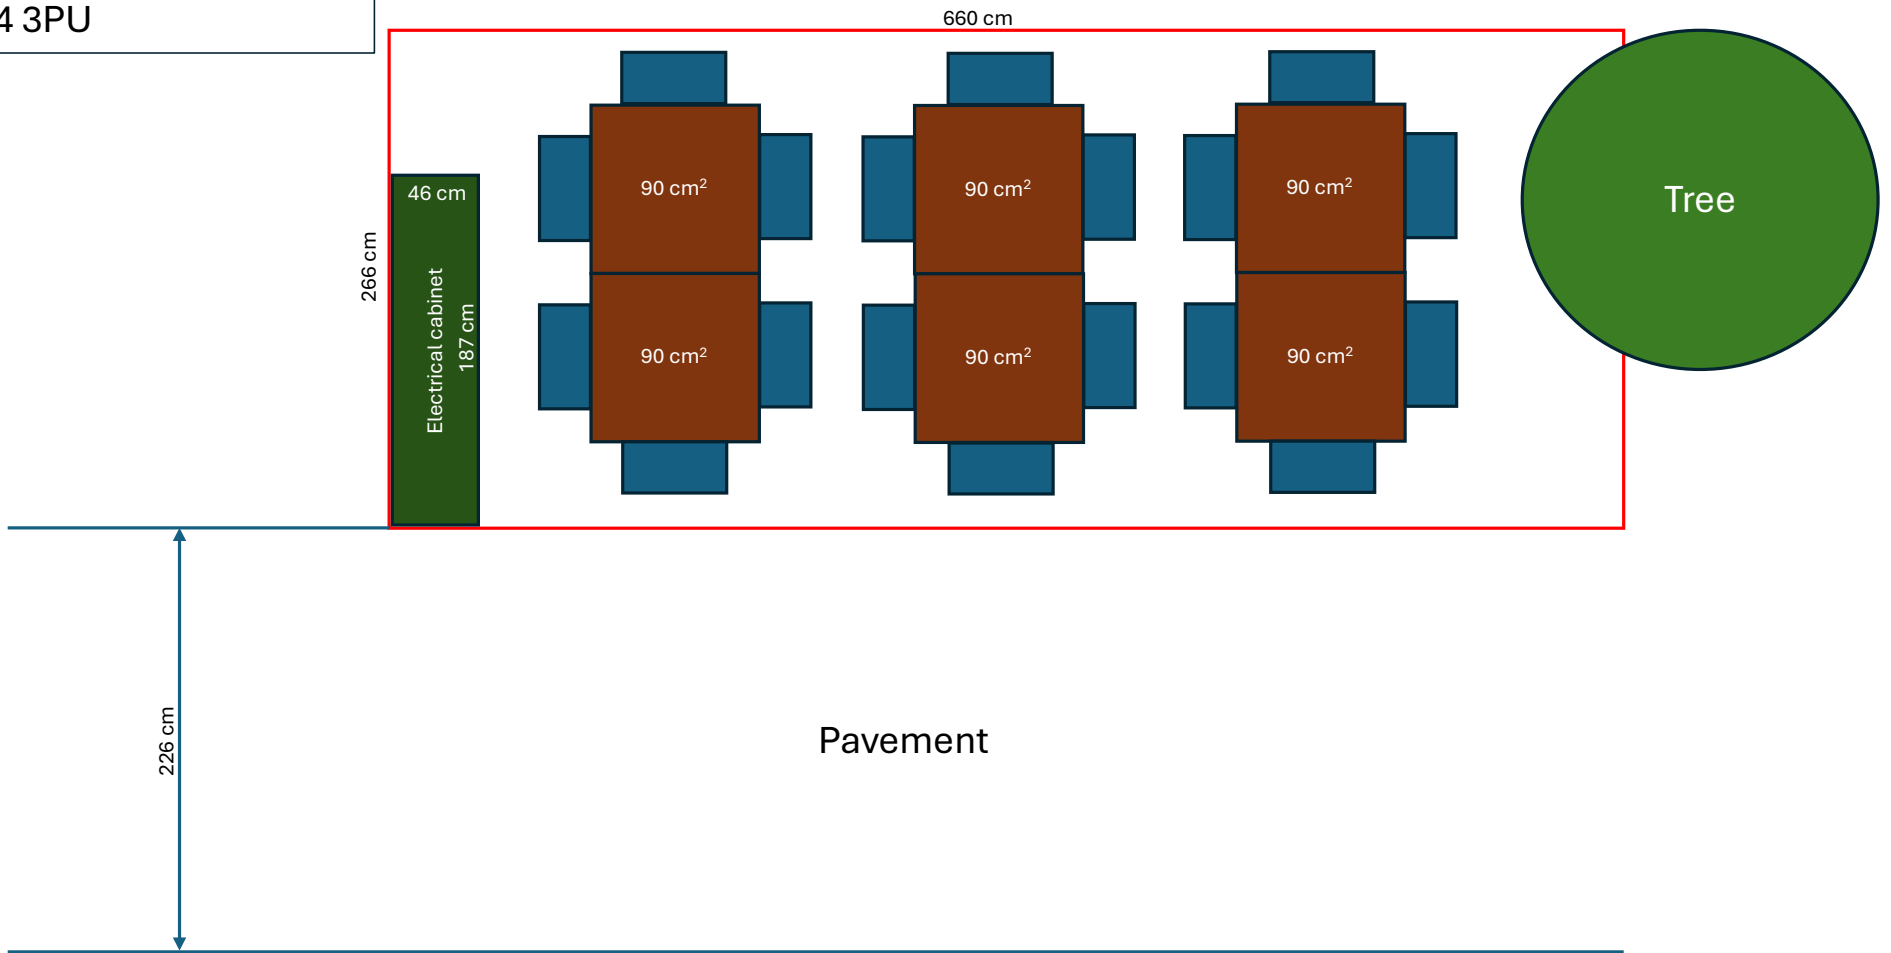 4 3PU
660 cm
266 cm
46 cm
Electrical cabinet
187 cm
90 cm²
90 cm²
90 cm²
90 cm²
90 cm²
90 cm²
Tree
226 cm
Pavement